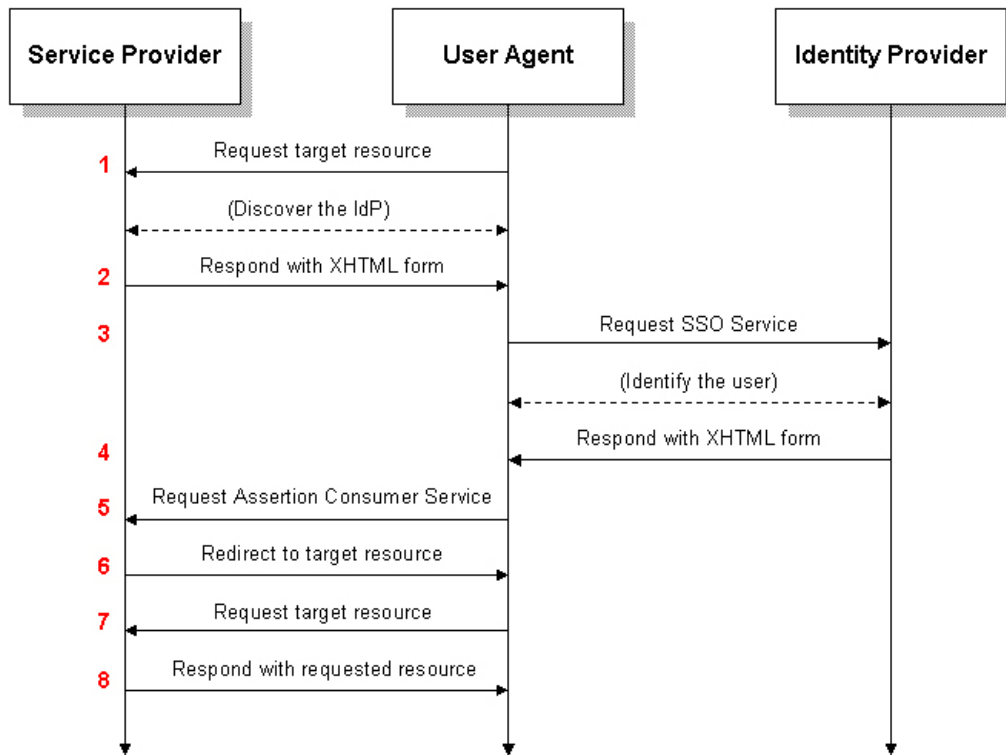 Service Provider
User Agent
Identity Provider
1
Request target resource
(Discover the IdP)
2
Respond with XHTML form
3
Request SSO Service
(Identify the user)
4
Respond with XHTML form
5
Request Assertion Consumer Service
6
Redirect to target resource
7
Request target resource
8
Respond with requested resource